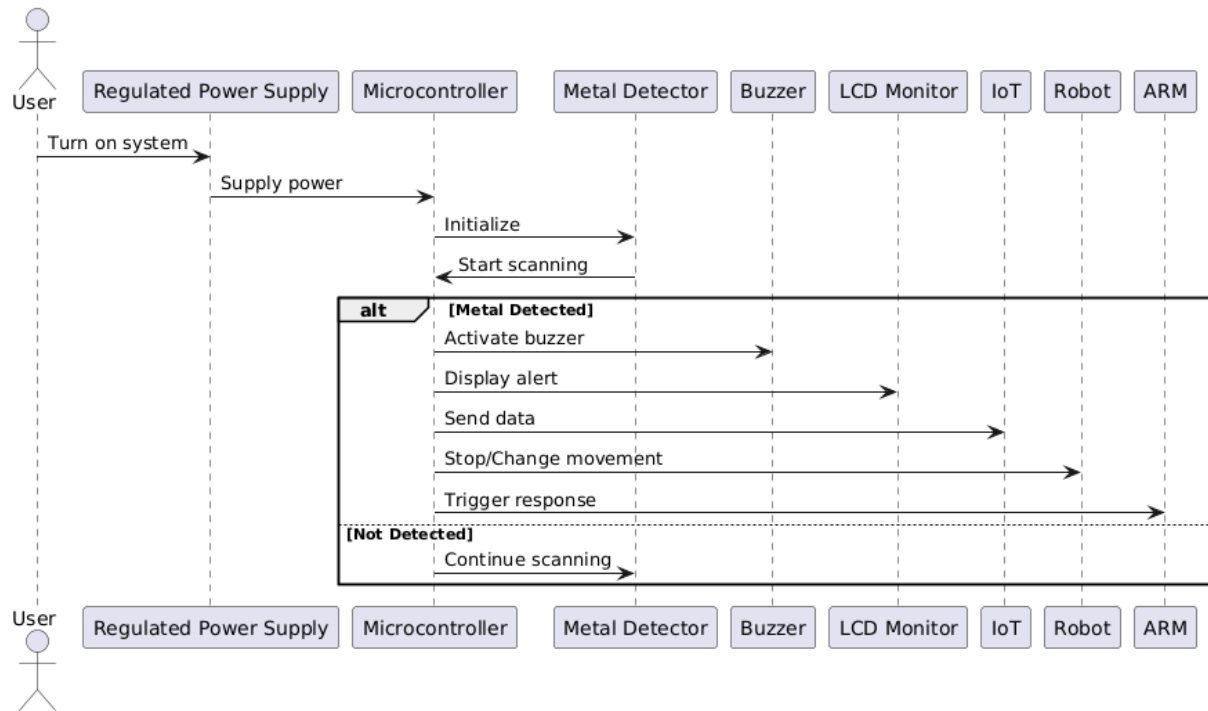 User
Regulated Power Supply Microcontroller Metal Detector Buzzer LCD Monitor IoT Robot ARM
Turn on system
Supply power
Initialize
Start scanning
alt [Metal Detected]
Activate buzzer
Display alert
Send data
Stop/Change movement
Trigger response
[Not Detected]
Continue scanning
User
Regulated Power Supply Microcontroller Metal Detector Buzzer LCD Monitor IoT Robot ARM